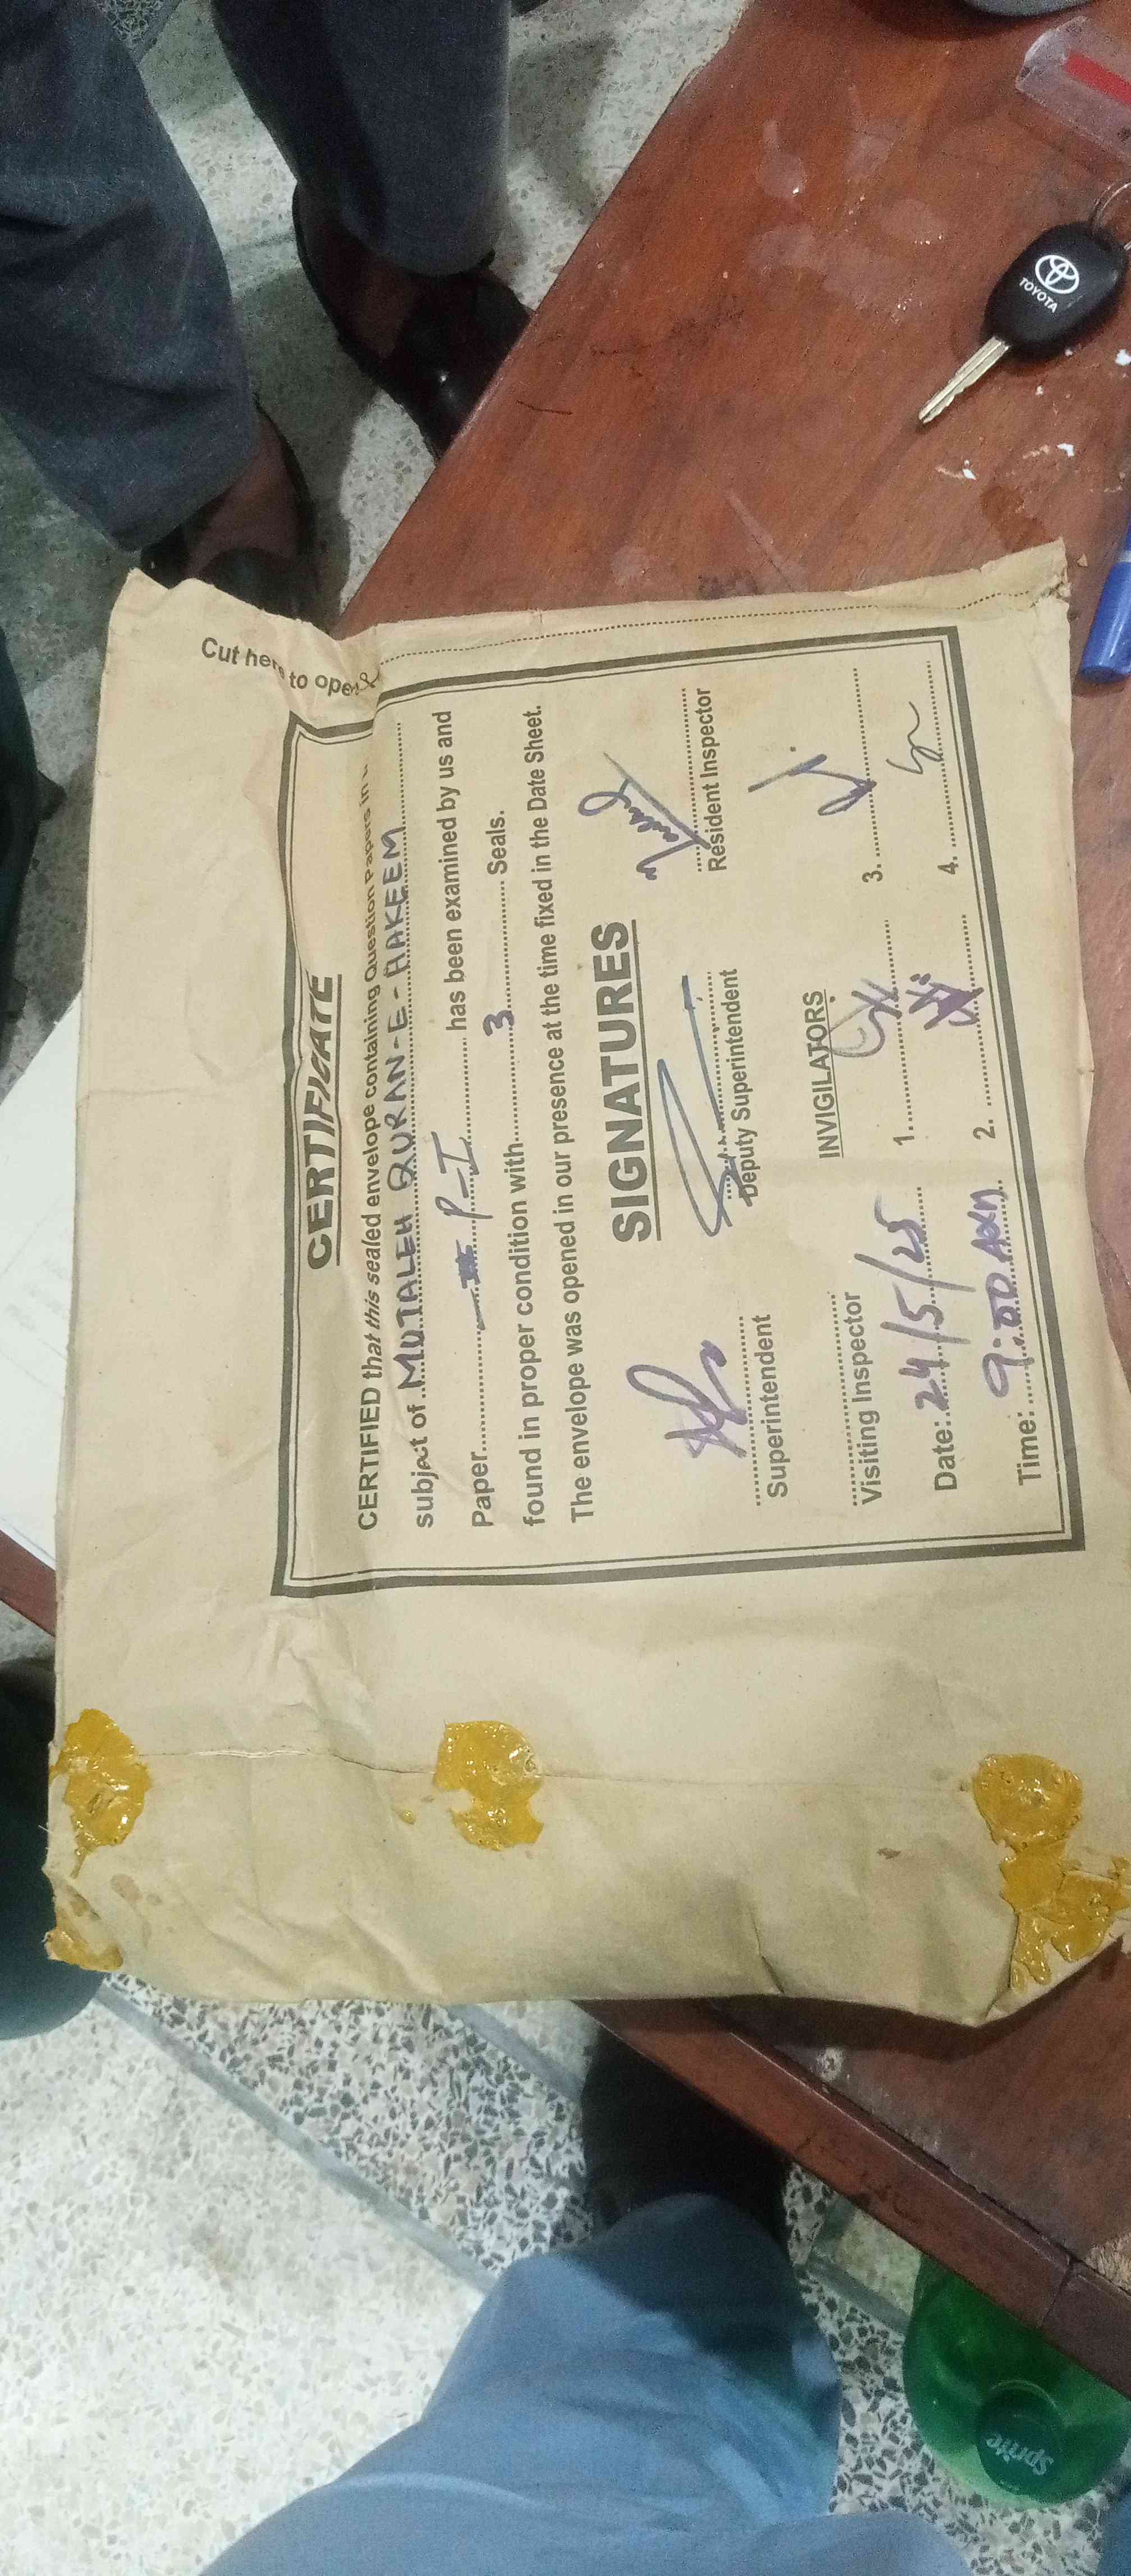 Cut here to open
CERTIFICATE
CERTIFIED that this sealed envelope containing Question Papers in
subject of MUTALEH QURAN-E-HAKEEM
Paper P-I has been examined by us and
found in proper condition with 3 Seals.
The envelope was opened in our presence at the time fixed in the Date Sheet.
SIGNATURES
Superintendent
Deputy Superintendent
Resident Inspector
Visiting Inspector
INVIGILATORS
1.
3.
2.
4.
Date: 24/5/25
Time: 9:00 Am
TOYOTA
Sprite